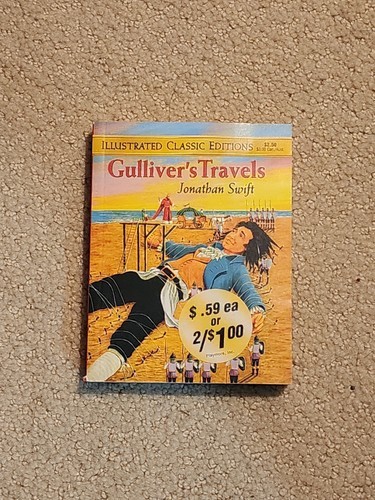 ILLUSTRATED CLASSIC EDITIONS
Gulliver's Travels
Jonathan Swift
$ .59 ea
or
2/$1.00